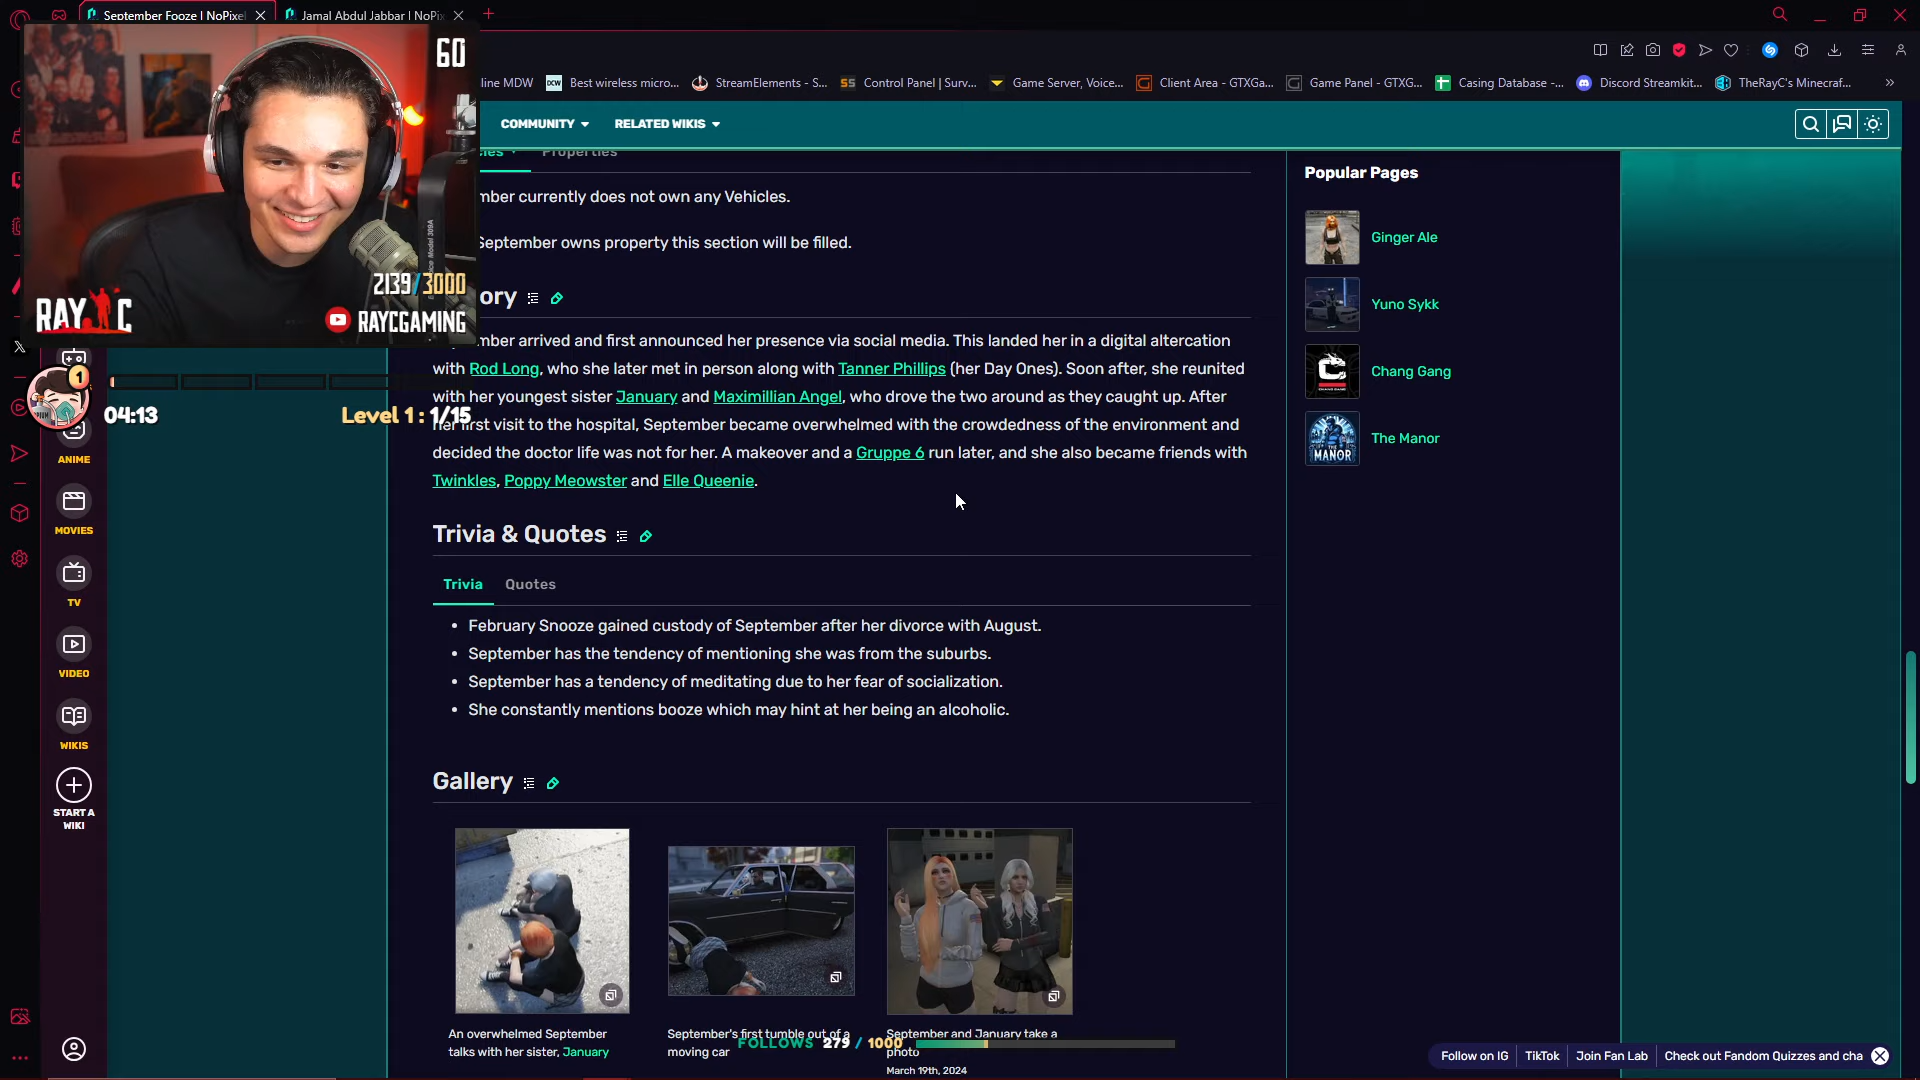 September Fooze | NoPixel
Jamal Abdul Jabbar | NoPix
60
line MDW
Best wireless micro...
StreamElements - S...
Control Panel | Surv...
Game Server, Voice...
Client Area - GTXGa...
Game Panel - GTXG...
Casing Database -...
Discord Streamkit...
TheRayC's Minecraf...
COMMUNITY
RELATED WIKIS
Properties
mber currently does not own any Vehicles.
September owns property this section will be filled.
2139/3000
RAY C
RAYCGAMING
ory
mber arrived and first announced her presence via social media. This landed her in a digital altercation
with Rod Long, who she later met in person along with Tanner Phillips (her Day Ones). Soon after, she reunited
with her youngest sister January and Maximillian Angel, who drove the two around as they caught up. After
her first visit to the hospital, September became overwhelmed with the crowdedness of the environment and
decided the doctor life was not for her. A makeover and a Gruppe 6 run later, and she also became friends with
Twinkles, Poppy Meowster and Elle Queenie.
1
04:13
Level 1 : 1/15
ANIME
MOVIES
TV
VIDEO
WIKIS
START A
WIKI
Trivia & Quotes
Trivia
Quotes
• February Snooze gained custody of September after her divorce with August.
• September has the tendency of mentioning she was from the suburbs.
• September has a tendency of meditating due to her fear of socialization.
• She constantly mentions booze which may hint at her being an alcoholic.
Gallery
An overwhelmed September
talks with her sister, January
September's first tumble out of a
moving car
September and January take a
photo
March 19th, 2024
FOLLOWS 279 / 1000
Popular Pages
Ginger Ale
Yuno Sykk
Chang Gang
The Manor
Follow on IG
TikTok
Join Fan Lab
Check out Fandom Quizzes and cha